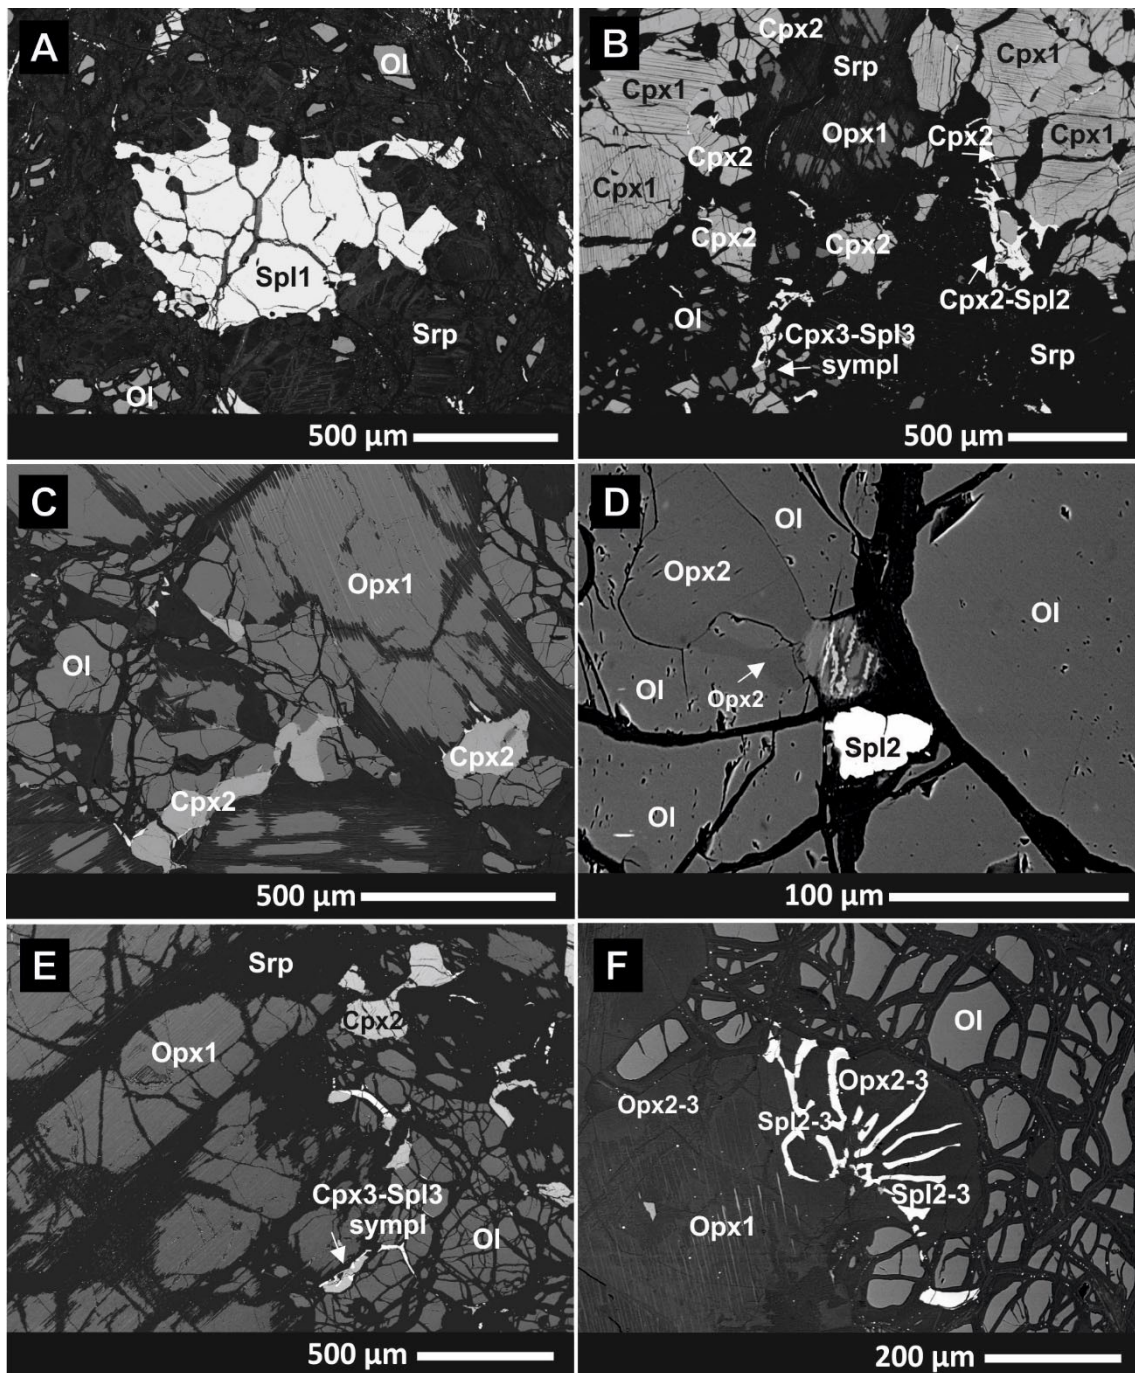 A
Ol
Spl1
Srp
Ol
500 µm
B
Cpx2
Srp
Cpx1
Cpx1
Opx1
Cpx2
Cpx2
Cpx1
Cpx1
Cpx2
Cpx2
Cpx2-Spl2
Ol
Cpx3-Spl3
sympl
Srp
500 µm
C
Opx1
Ol
Cpx2
Cpx2
500 µm
D
Ol
Opx2
Ol
Ol
Opx2
Spl2
Ol
100 µm
E
Srp
Cpx2
Opx1
Cpx3-Spl3
sympl
Ol
500 µm
F
Ol
Opx2-3
Opx2-3
Spl2-3
Spl2-3
Opx1
200 µm